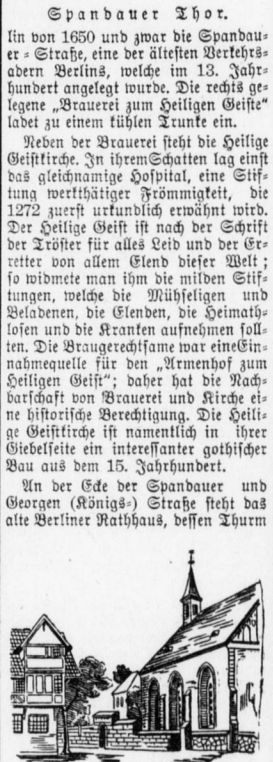 Spandauer Thor.
lin von 1650 und zwar die Spandau-
er - Straße, eine der ältesten Verkehrs-
adern Berlins, welche im 13. Jahr-
hundert angelegt wurde. Die rechts ge-
legene „Brauerei zum Heiligen Geiste“
ladet zu einem kühlen Trunke ein.
Neben der Brauerei steht die Heilige
Geistkirche. In ihremSchatten lag einst
das gleichnamige Hospital, eine Stif-
tung werkthätiger Frömmigkeit, die
1272 zuerst urkundlich erwähnt wird.
Der Heilige Geist ist nach der Schrift
der Tröster für alles Leid und der Er-
retter von allem Elend dieser Welt;
so widmete man ihm die milden Stif-
tungen, welche die Mühseligen und
Beladenen, die Elenden, die Heimath-
losen und die Kranken aufnehmen soll-
ten. Die Braugerechtsame war eineEin-
nahmequelle für den „Armenhof zum
Heiligen Geist“; daher hat die Nach-
barschaft von Brauerei und Kirche ei-
ne historische Berechtigung. Die Heili-
ge Geistkirche ist namentlich in ihrer
Giebelseite ein interessanter gothischer
Bau aus dem 15. Jahrhundert.
An der Ecke der Spandauer und
Georgen (Königs-) Straße steht das
alte Berliner Rathhaus, dessen Thurm